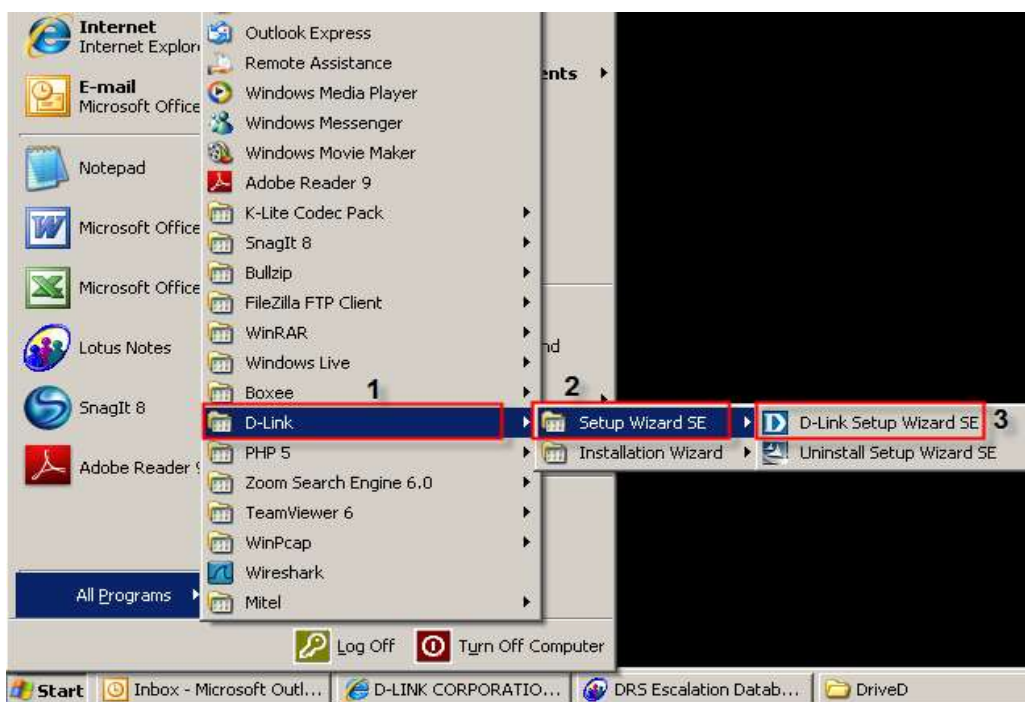 Internet
Internet Explor
E-mail
Microsoft Office
Notepad
Microsoft Office
Microsoft Office
Lotus Notes
SnagIt 8
Adobe Reader 9
All Programs
Outlook Express
Remote Assistance
Windows Media Player
Windows Messenger
Windows Movie Maker
Adobe Reader 9
K-Lite Codec Pack
SnagIt 8
Bullzip
FileZilla FTP Client
WinRAR
Windows Live
Boxee
1
D-Link
PHP 5
Zoom Search Engine 6.0
TeamViewer 6
WinPcap
Wireshark
Mitel
ents
nd
2
Setup Wizard SE
Installation Wizard
D-Link Setup Wizard SE
3
Uninstall Setup Wizard SE
Log Off
Turn Off Computer
Start
Inbox - Microsoft Outl...
D-LINK CORPORATIO...
DRS Escalation Datab...
DriveD